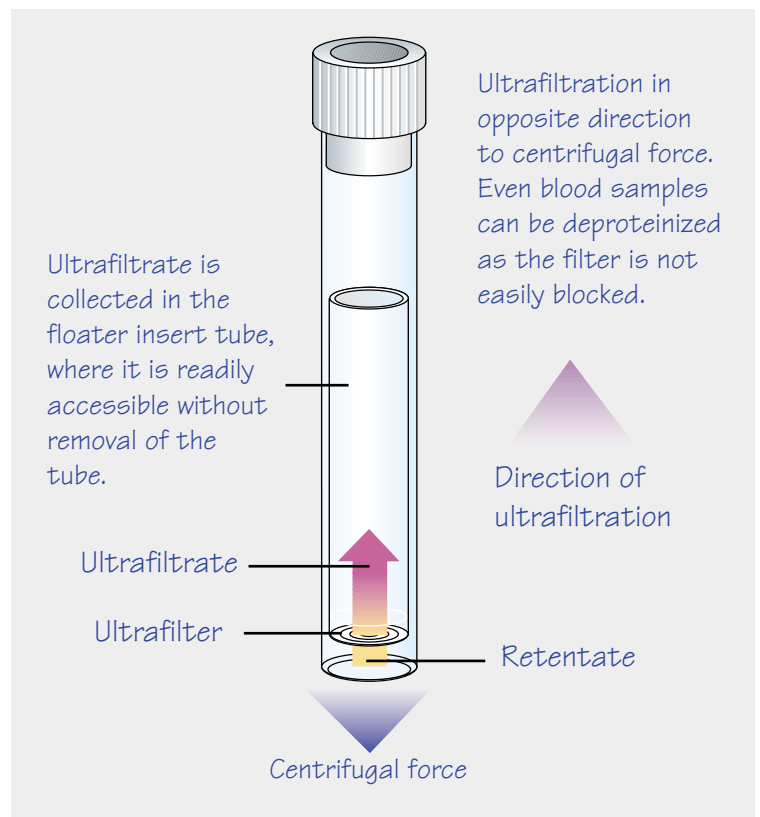 Ultrafiltration in
opposite direction
to centrifugal force.
Even blood samples
can be deproteinized
as the filter is not
easily blocked.
Ultrafiltrate is
collected in the
floater insert tube,
where it is readily
accessible without
removal of the
tube.
Direction of
ultrafiltration
Ultrafiltrate
Ultrafilter
Retentate
Centrifugal force